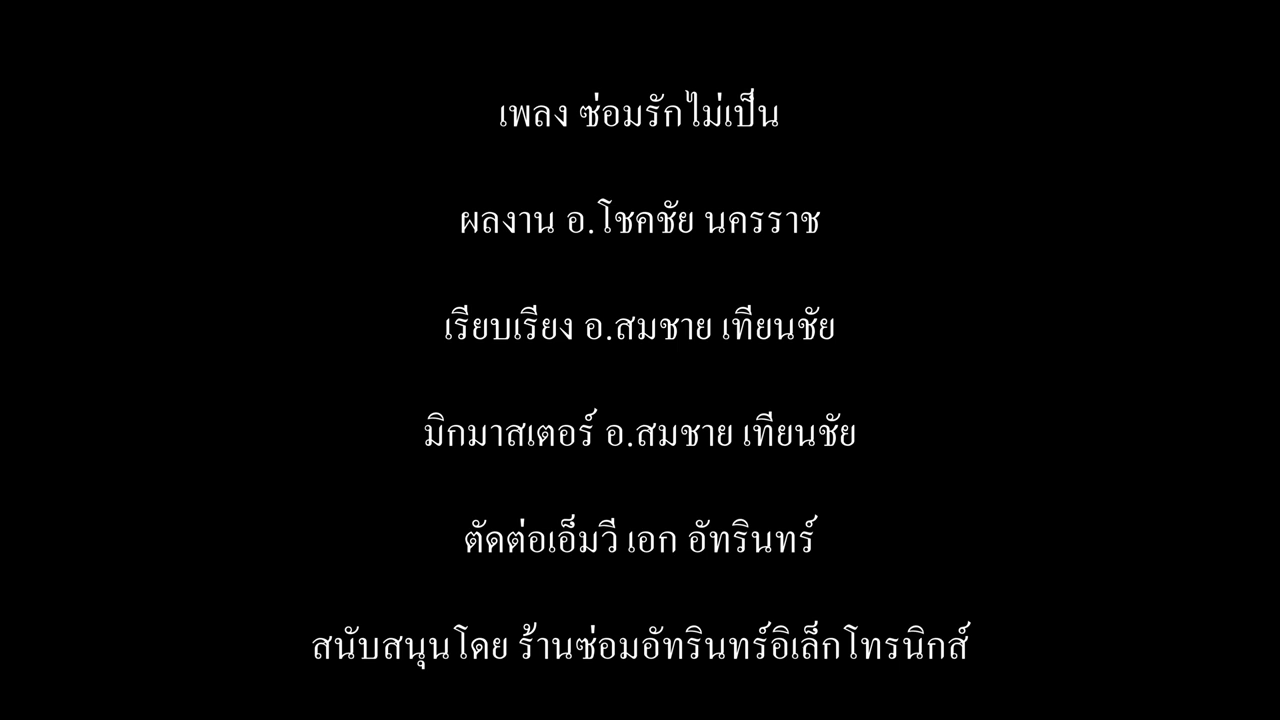 เพลง ซ่อมรักไม่เป็น
ผลงาน อ.โชคชัย นครราช
เรียบเรียง อ.สมชาย เทียนชัย
มิกมาสเตอร์ อ.สมชาย เทียนชัย
ตัดต่อเอ็มวี เอก อัทรินทร์
สนับสนุนโดย ร้านซ่อมอัทรินทร์อิเล็กโทรนิกส์